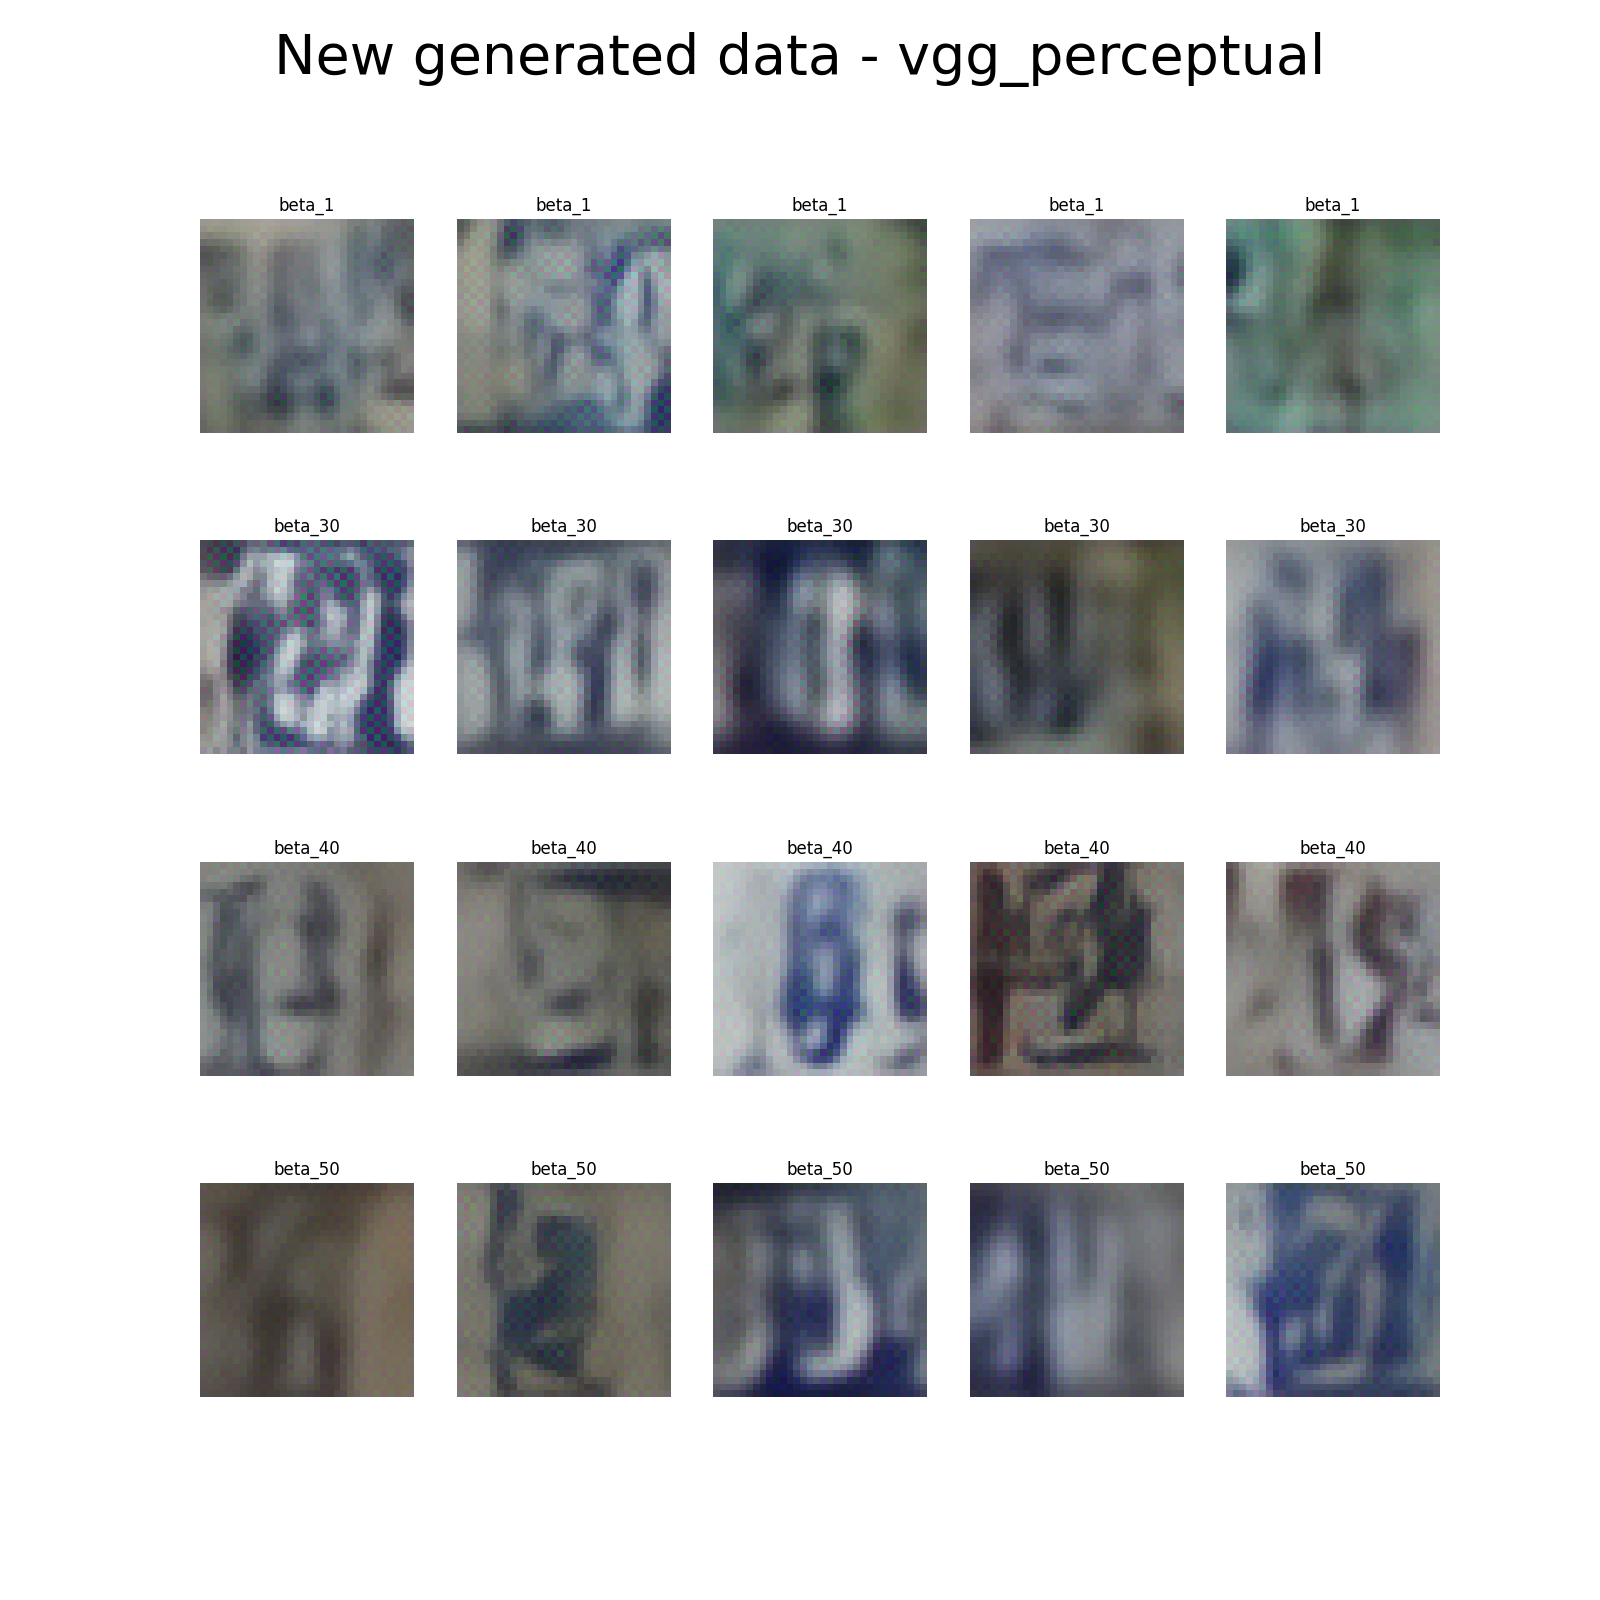 New generated data - vgg_perceptual
beta_1 beta_1 beta_1 beta_1 beta_1
beta_30 beta_30 beta_30 beta_30 beta_30
beta_40 beta_40 beta_40 beta_40 beta_40
beta_50 beta_50 beta_50 beta_50 beta_50